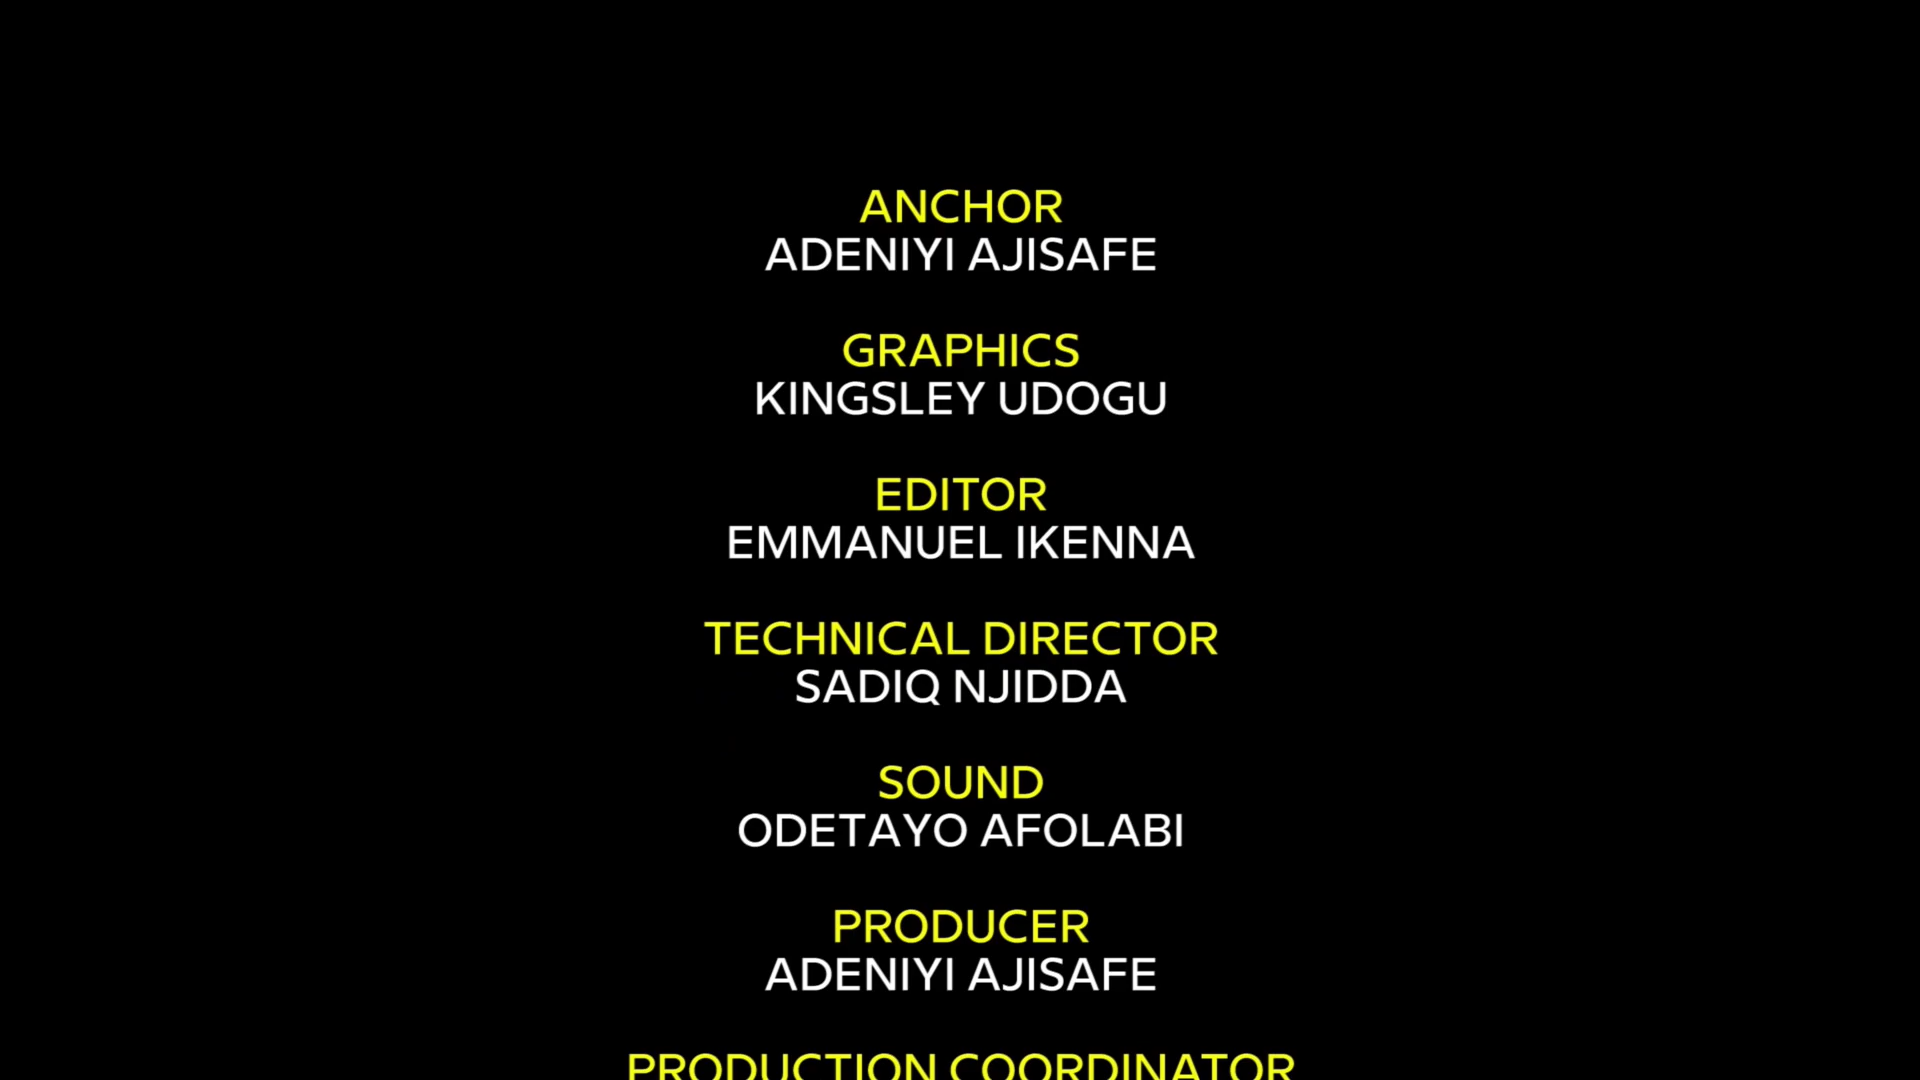 ANCHOR
ADENIYI AJISAFE
GRAPHICS
KINGSLEY UDOGU
EDITOR
EMMANUEL IKENNA
TECHNICAL DIRECTOR
SADIQ NJIDDA
SOUND
ODETAYO AFOLABI
PRODUCER
ADENIYI AJISAFE
PRODUCTION COORDINATOR